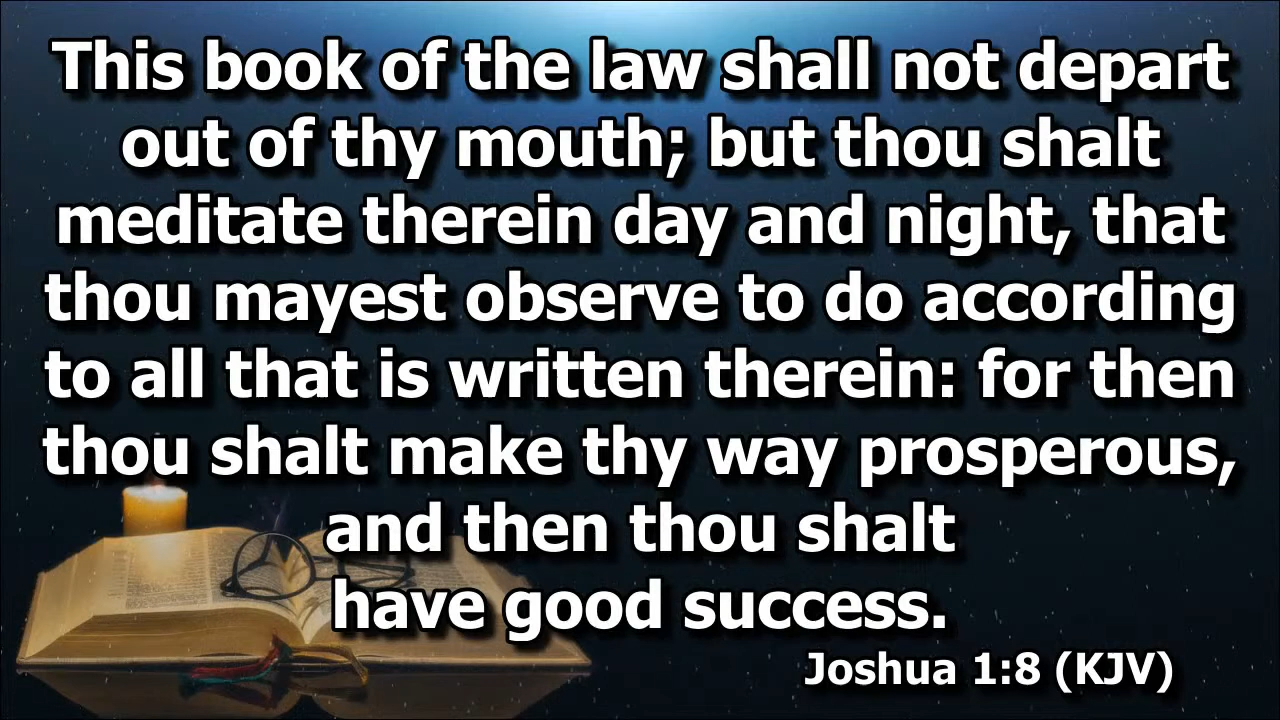 This book of the law shall not depart
out of thy mouth; but thou shalt
meditate therein day and night, that
thou mayest observe to do according
to all that is written therein: for then
thou shalt make thy way prosperous,
and then thou shalt
have good success.
Joshua 1:8 (KJV)